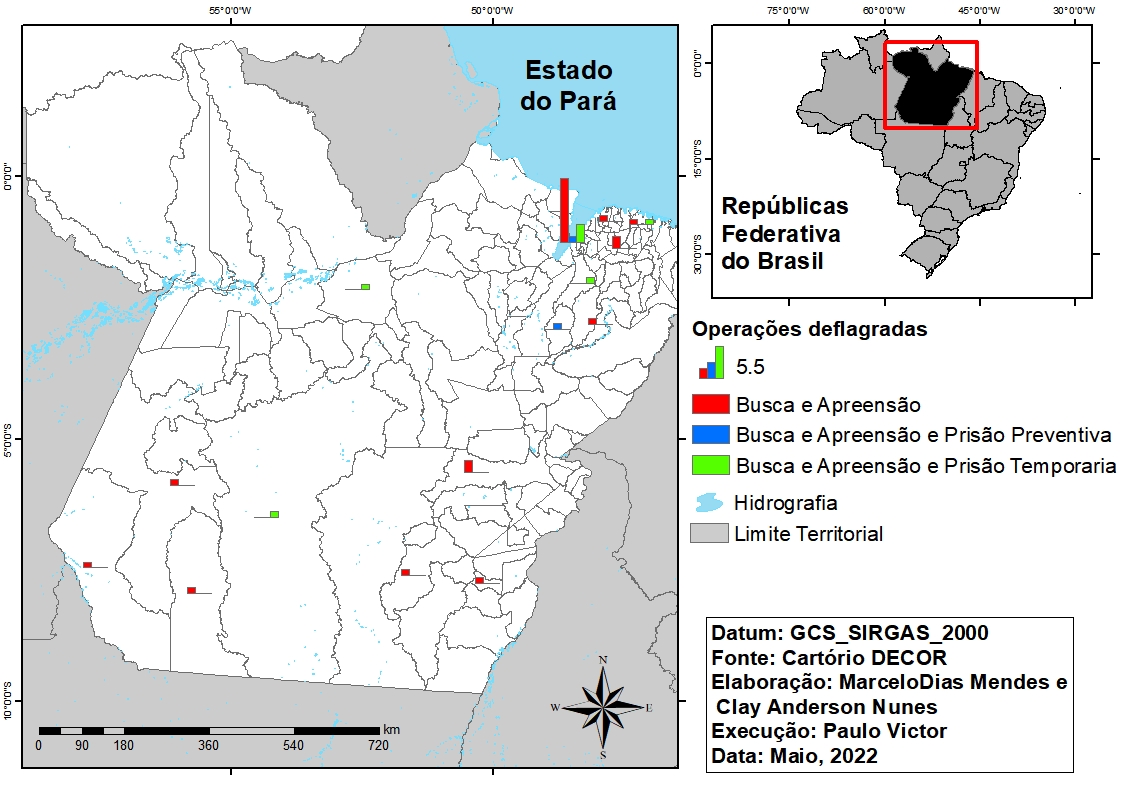 55°0'0"W
50°0'0"W
75°0'0"W
60°0'0"W
45°0'0"W
30°0'0"W
Estado
do Pará
0°0'0"
5°0'0"S
10°0'0"S
0°0'0"
15°0'0"S
30°0'0"S
Repúblicas
Federativa
do Brasil
Operações deflagradas
5.5
Busca e Apreensão
Busca e Apreensão e Prisão Preventiva
Busca e Apreensão e Prisão Temporaria
Hidrografia
Limite Territorial
N
W
E
S
km
0 90 180 360 540 720
Datum: GCS_SIRGAS_2000
Fonte: Cartório DECOR
Elaboração: MarceloDias Mendes e
Clay Anderson Nunes
Execução: Paulo Victor
Data: Maio, 2022